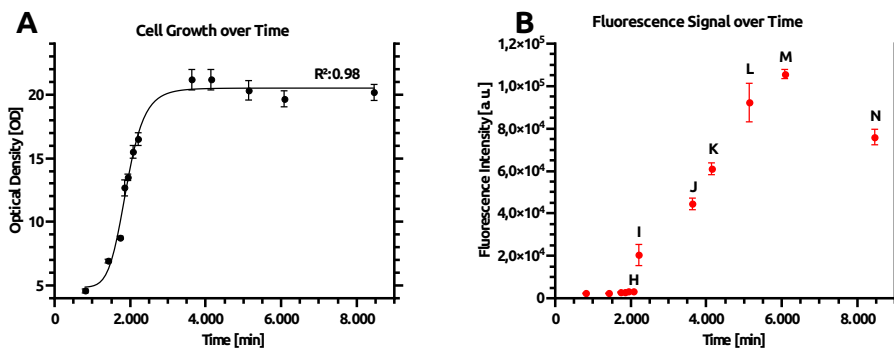 A
Cell Growth over Time
R²:0.98
20
15
10
5
Optical Density [OD]
0
2.000
4.000
6.000
8.000
Time [min]
B
Fluorescence Signal over Time
1,2×10⁵
1,0×10⁵
8,0×10⁴
6,0×10⁴
4,0×10⁴
2,0×10⁴
0
Fluorescence Intensity [a.u.]
H
I
J
K
L
M
N
0
2.000
4.000
6.000
8.000
Time [min]